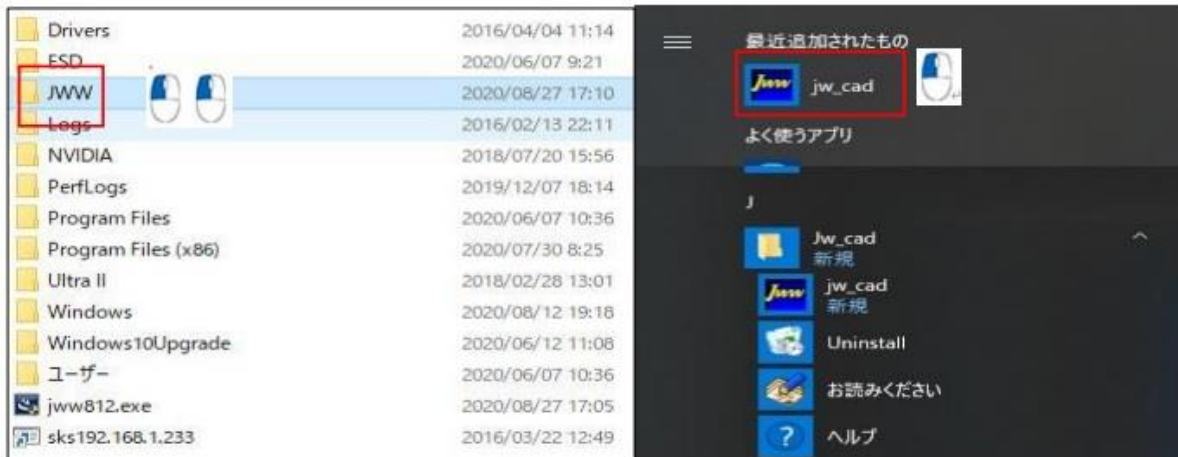 Drivers 2016/04/04 11:14
ESD 2020/06/07 9:21
JWW 2020/08/27 17:10
Logs 2016/02/13 22:11
NVIDIA 2018/07/20 15:56
PerfLogs 2019/12/07 18:14
Program Files 2020/06/07 10:36
Program Files (x86) 2020/07/30 8:25
Ultra II 2018/02/28 13:01
Windows 2020/08/12 19:18
Windows10Upgrade 2020/06/12 11:08
ユーザー 2020/06/07 10:36
jww812.exe 2020/08/27 17:05
sks192.168.1.233 2016/03/22 12:49
最近追加されたもの
Jww jw_cad
よく使うアプリ
J
Jw_cad
新規
Jww jw_cad
新規
Uninstall
お読みください
? ヘルプ